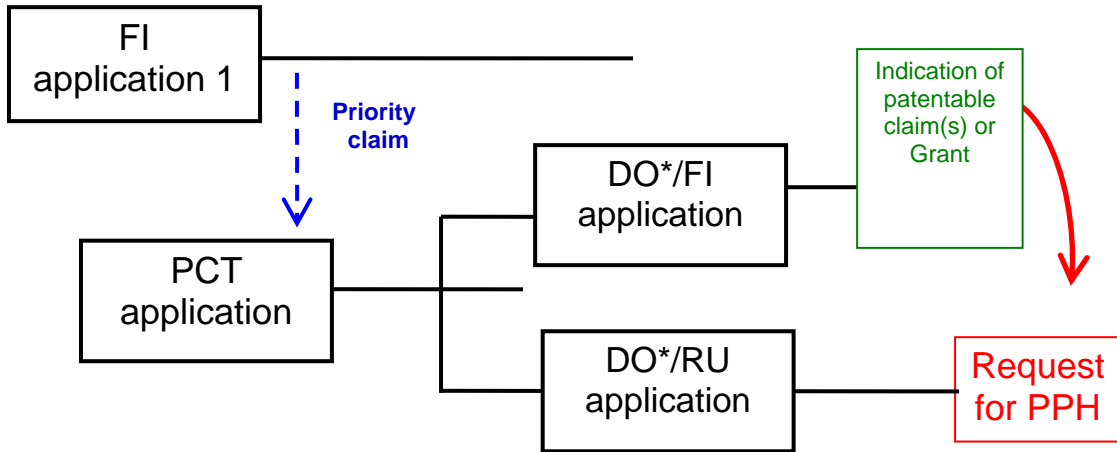 FI
application 1
Priority
claim
Indication of
patentable
claim(s) or
Grant
DO*/FI
application
PCT
application
DO*/RU
application
Request
for PPH